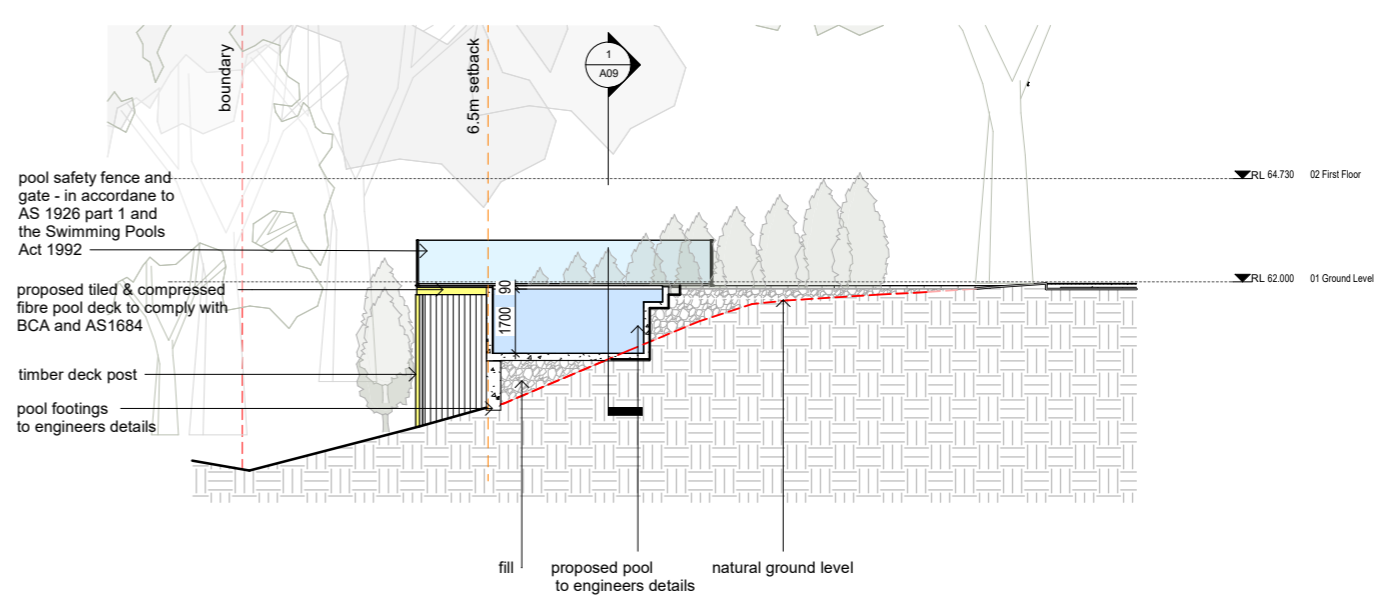 boundary
6.5m setback
1
A09
pool safety fence and
gate - in accordane to
AS 1926 part 1 and
the Swimming Pools
Act 1992
RL 64.730 02 First Floor
proposed tiled & compressed
fibre pool deck to comply with
BCA and AS1684
RL 62.000 01 Ground Level
90
1700
timber deck post
pool footings
to engineers details
fill
proposed pool
to engineers details
natural ground level